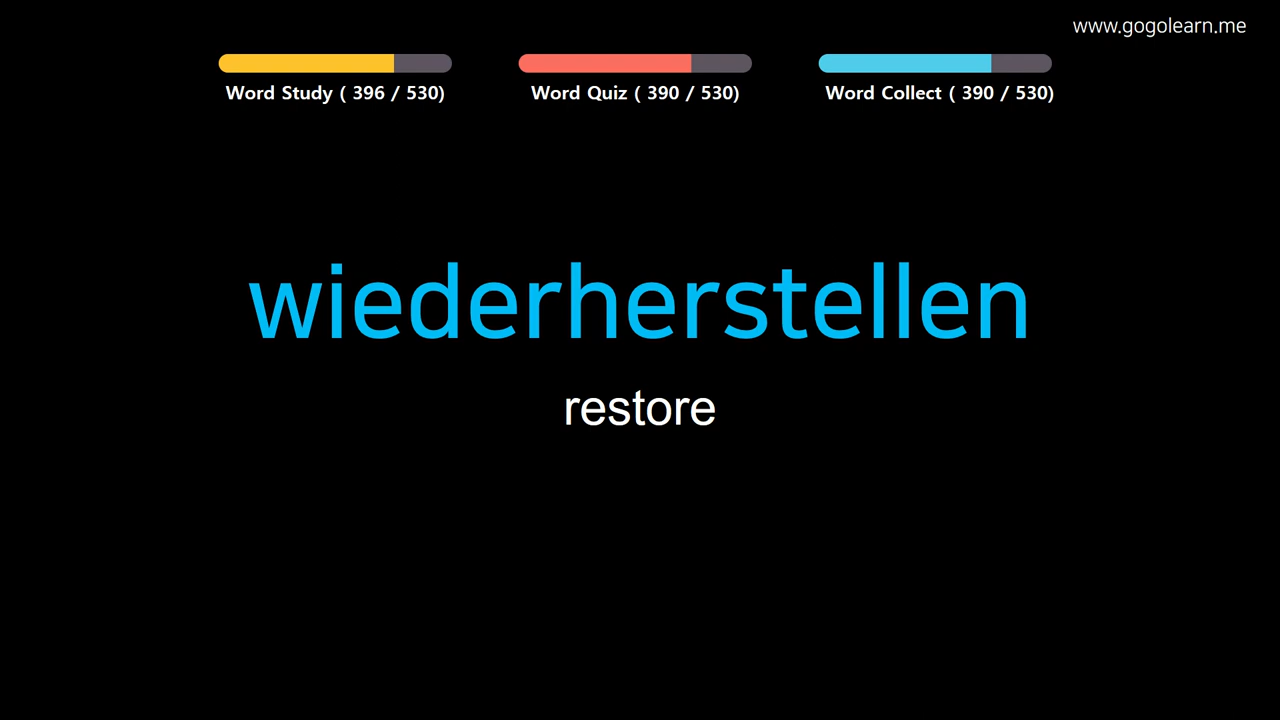 www.gogolearn.me
Word Study ( 396 / 530)
Word Quiz ( 390 / 530)
Word Collect ( 390 / 530)
wiederherstellen
restore